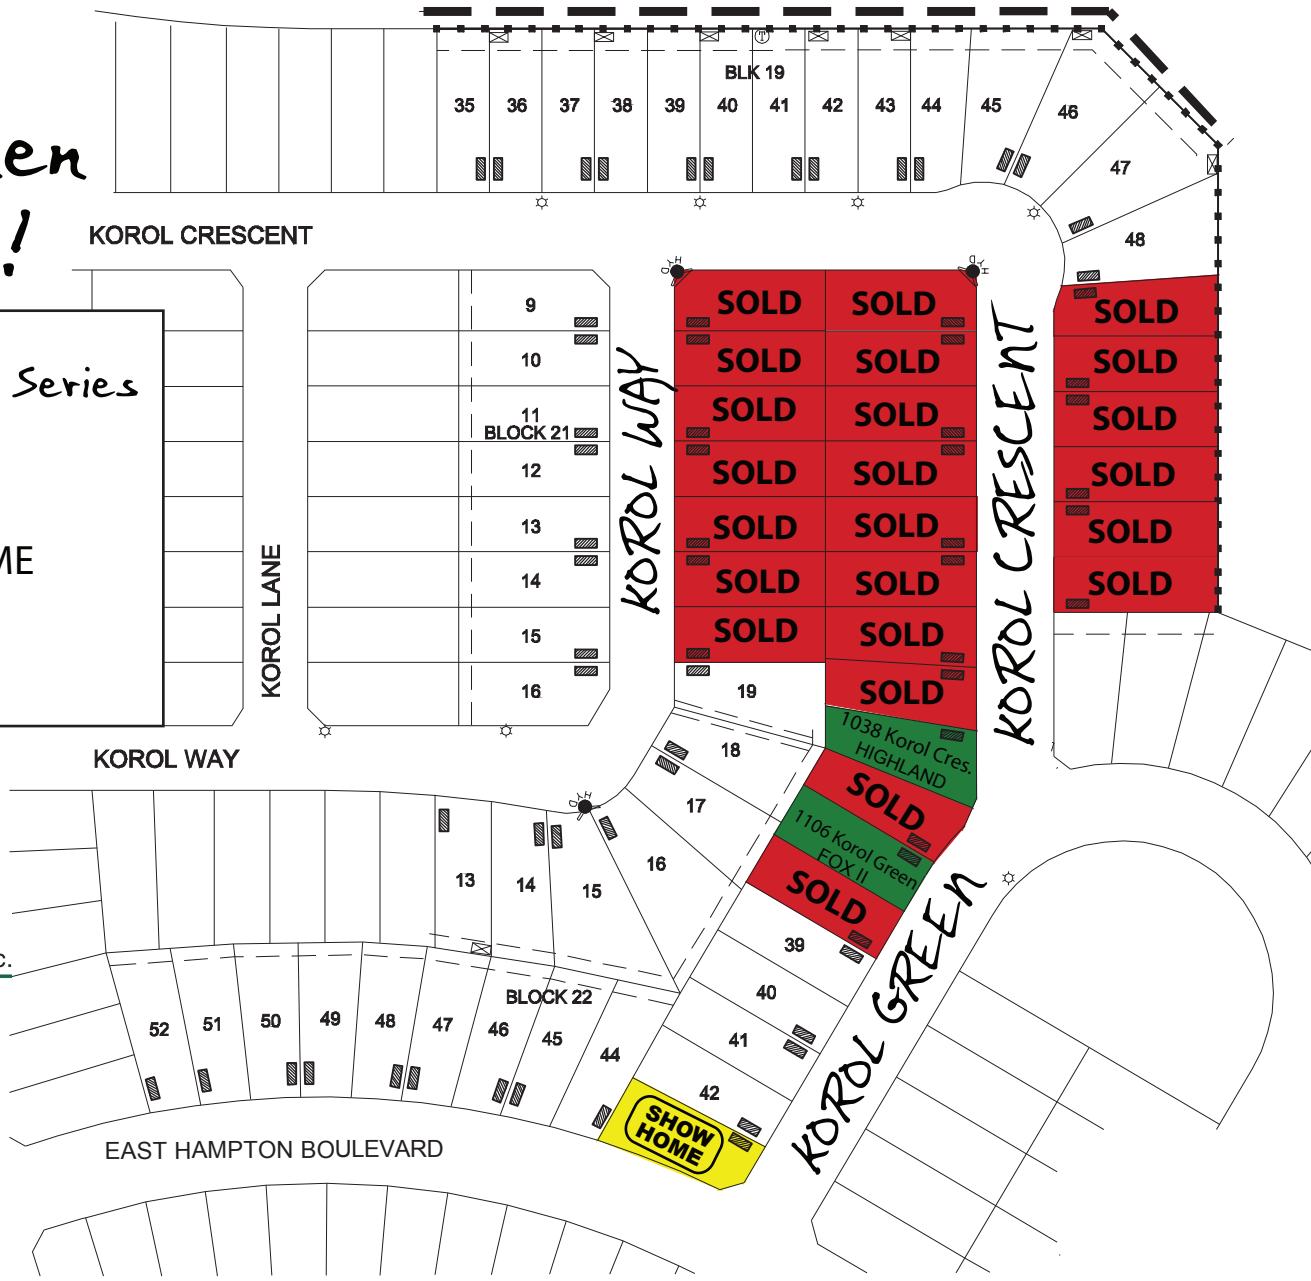 BLK 19
35 36 37 38 39 40 41 42 43 44 45 46
47
48
!
KOROL CRESCENT
HYD
HYD
9
10
11
BLOCK 21
12
13
14
15
16
Series
KOROL LANE
KOROL WAY
KOROL CRESCENT
SOLD SOLD SOLD
SOLD SOLD SOLD
SOLD SOLD SOLD
SOLD SOLD SOLD
SOLD SOLD SOLD
SOLD SOLD SOLD
SOLD SOLD
SOLD
19
18
17
16
15
14
13
KOROL WAY
HYD
1038 Korol Cres.
HIGHLAND
SOLD
1106 Korol Green
FOX II
SOLD
39
40
41
42
SHOW
HOME
KOROL GREEN
BLOCK 22
52 51 50 49 48 47 46 45 44
EAST HAMPTON BOULEVARD